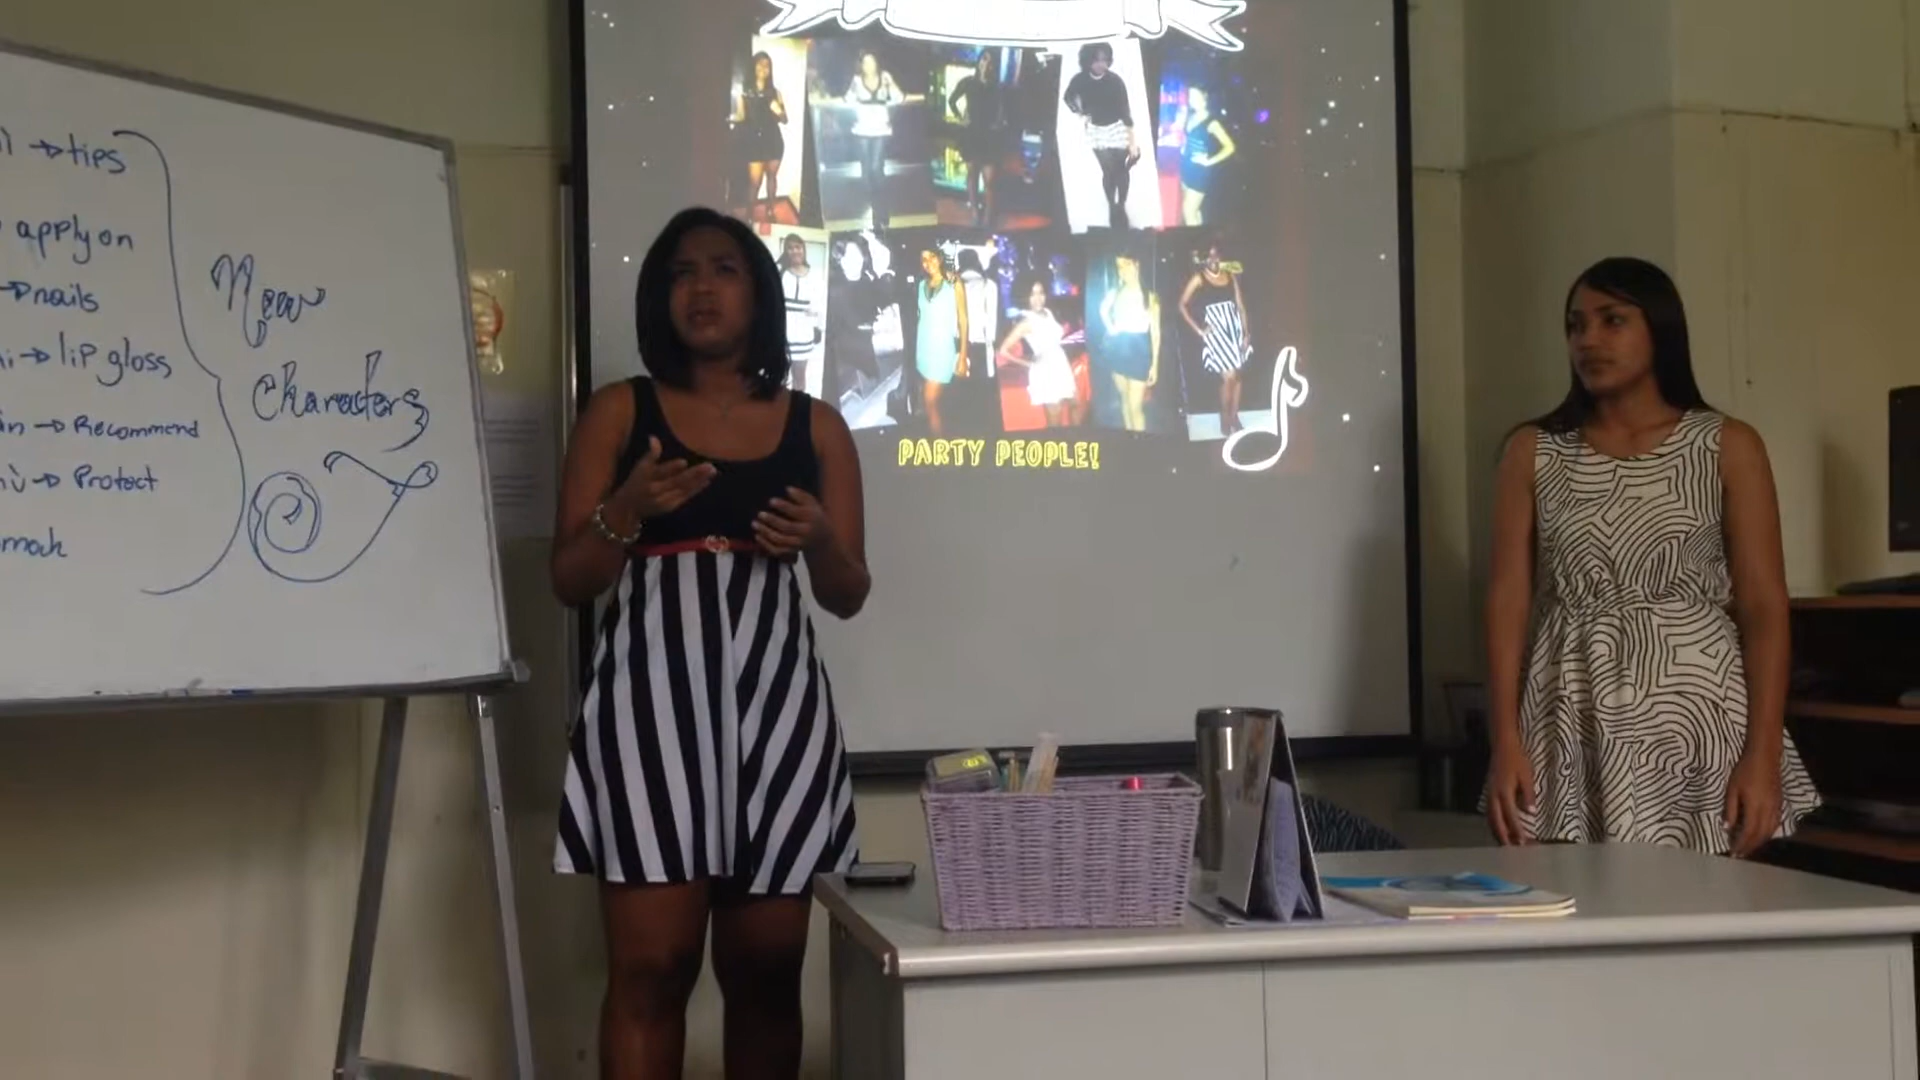 → tips
apply on
→ nails
→ lip gloss
→ Recommend
→ Protect
New
Characters
PARTY PEOPLE!